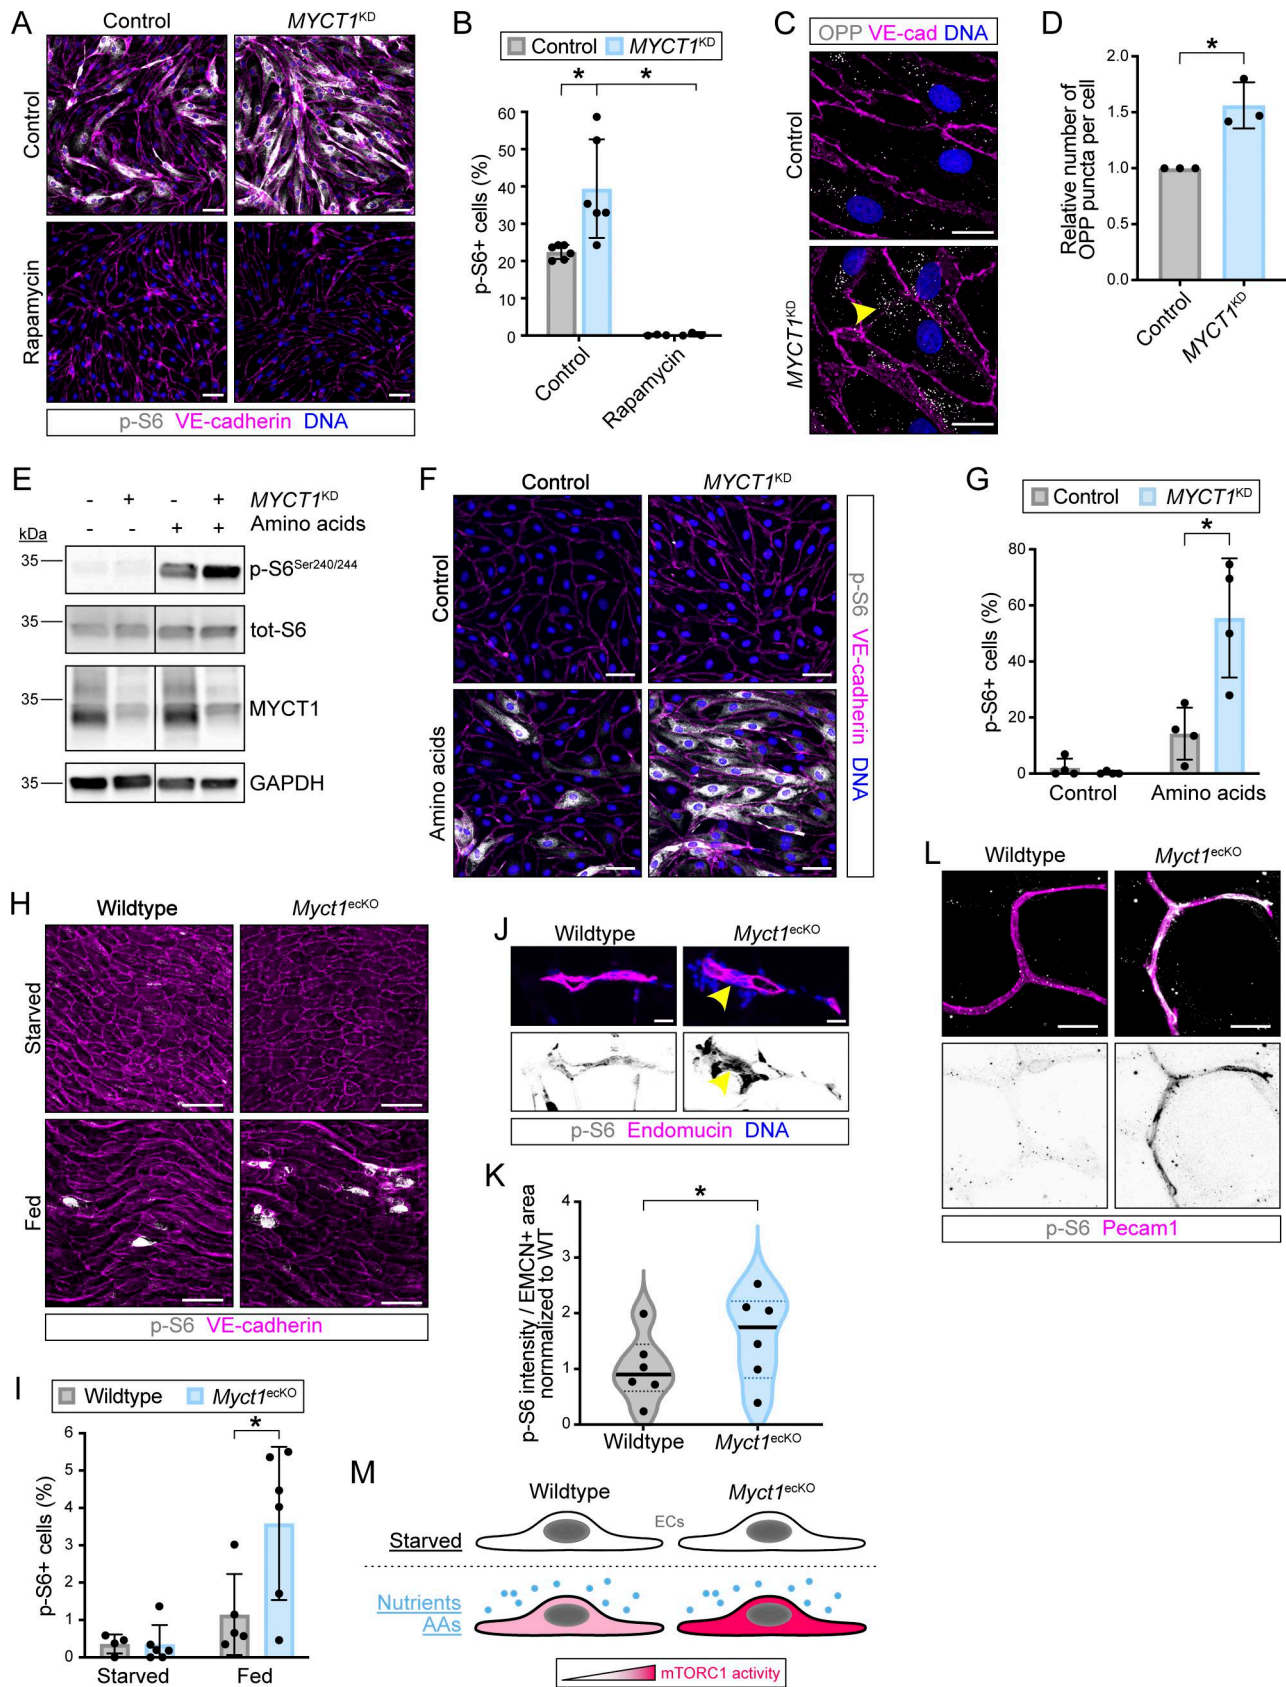 A
Control
MYCT1KD
Control
Rapamycin
p-S6 VE-cadherin DNA
B
Control MYCT1KD
* *
p-S6+ cells (%)
60
50
40
30
20
10
0
Control
Rapamycin
C
OPP VE-cad DNA
Control
MYCT1KD
D
*
Relative number of
OPP puncta per cell
2.0
1.5
1.0
0.5
0.0
Control
MYCT1KD
E
- + - + MYCT1KD
- - + + Amino acids
kDa
35 p-S6Ser240/244
35 tot-S6
35 MYCT1
35 GAPDH
F
Control
MYCT1KD
Control
Amino acids
p-S6 VE-cadherin DNA
G
Control MYCT1KD
*
p-S6+ cells (%)
80
60
40
20
0
Control
Amino acids
H
Wildtype
Myct1ecKO
Starved
Fed
p-S6 VE-cadherin
I
Wildtype Myct1ecKO
*
p-S6+ cells (%)
6
5
4
3
2
1
0
Starved
Fed
J
Wildtype
Myct1ecKO
p-S6 Endomucin DNA
K
*
p-S6 intensity / EMCN+ area
nornmalized to WT
4
3
2
1
0
Wildtype
Myct1ecKO
L
Wildtype
Myct1ecKO
p-S6 Pecam1
M
Wildtype
Myct1ecKO
ECs
Starved
Nutrients
AAs
mTORC1 activity